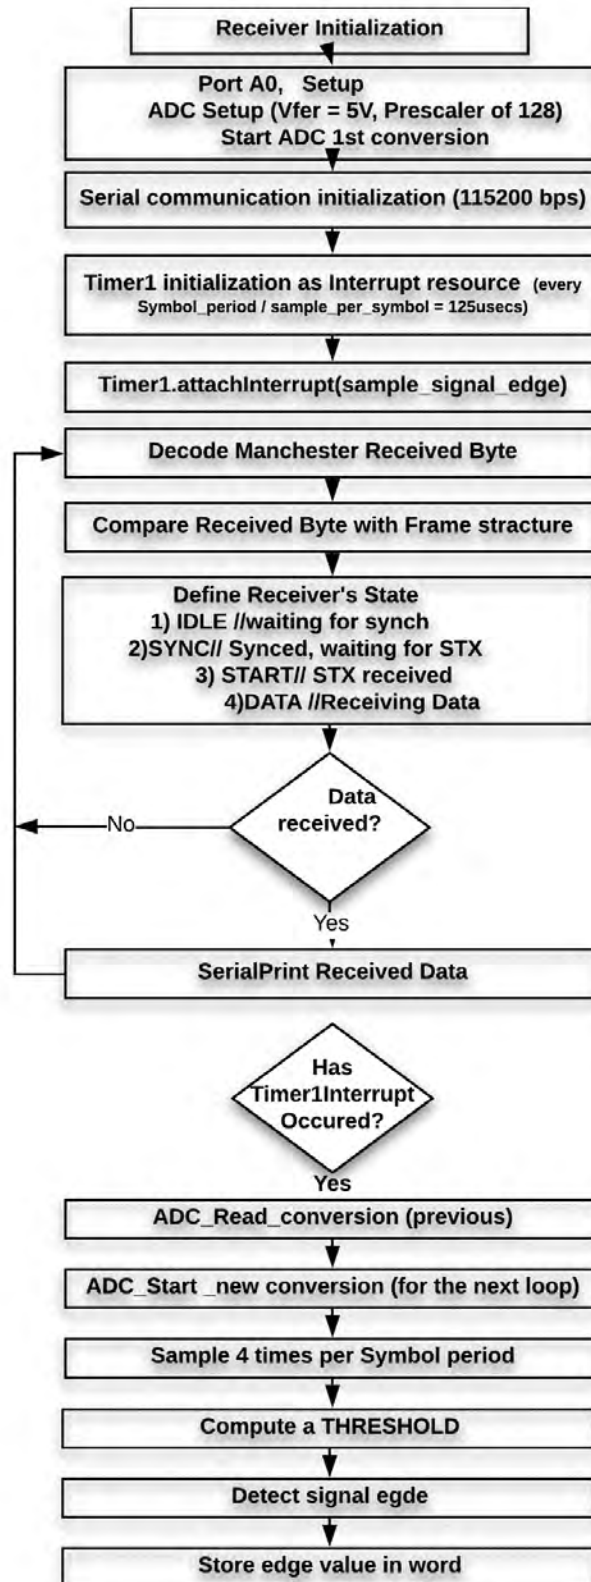 Receiver Initialization
Port A0, Setup
ADC Setup (Vfer = 5V, Prescaler of 128)
Start ADC 1st conversion
Serial communication initialization (115200 bps)
Timer1 initialization as Interrupt resource (every
Symbol_period / sample_per_symbol = 125usecs)
Timer1.attachInterrupt(sample_signal_edge)
Decode Manchester Received Byte
Compare Received Byte with Frame stracture
Define Receiver's State
1) IDLE //waiting for synch
2)SYNC// Synced, waiting for STX
3) START// STX received
4)DATA //Receiving Data
Data
received?
No
Yes
SerialPrint Received Data
Has
Timer1Interrupt
Occured?
Yes
ADC_Read_conversion (previous)
ADC_Start _new conversion (for the next loop)
Sample 4 times per Symbol period
Compute a THRESHOLD
Detect signal egde
Store edge value in word